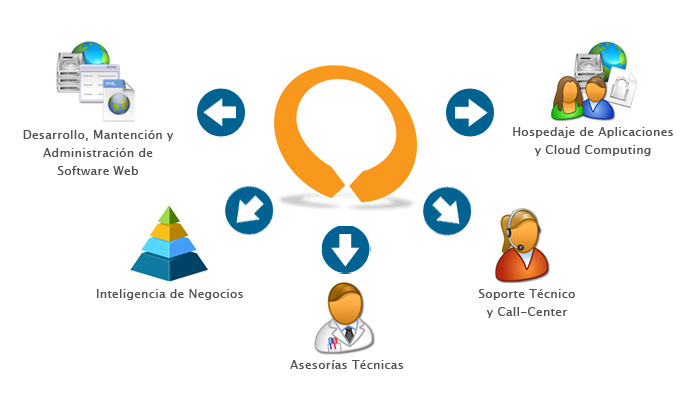 Desarrollo, Mantención y
Administración de
Software Web
Hospedaje de Aplicaciones
y Cloud Computing
Inteligencia de Negocios
Soporte Técnico
y Call-Center
Asesorías Técnicas